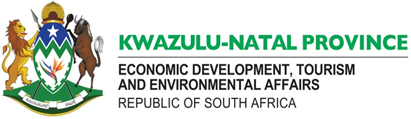 KWAZULU-NATAL PROVINCE
ECONOMIC DEVELOPMENT, TOURISM
AND ENVIRONMENTAL AFFAIRS
REPUBLIC OF SOUTH AFRICA